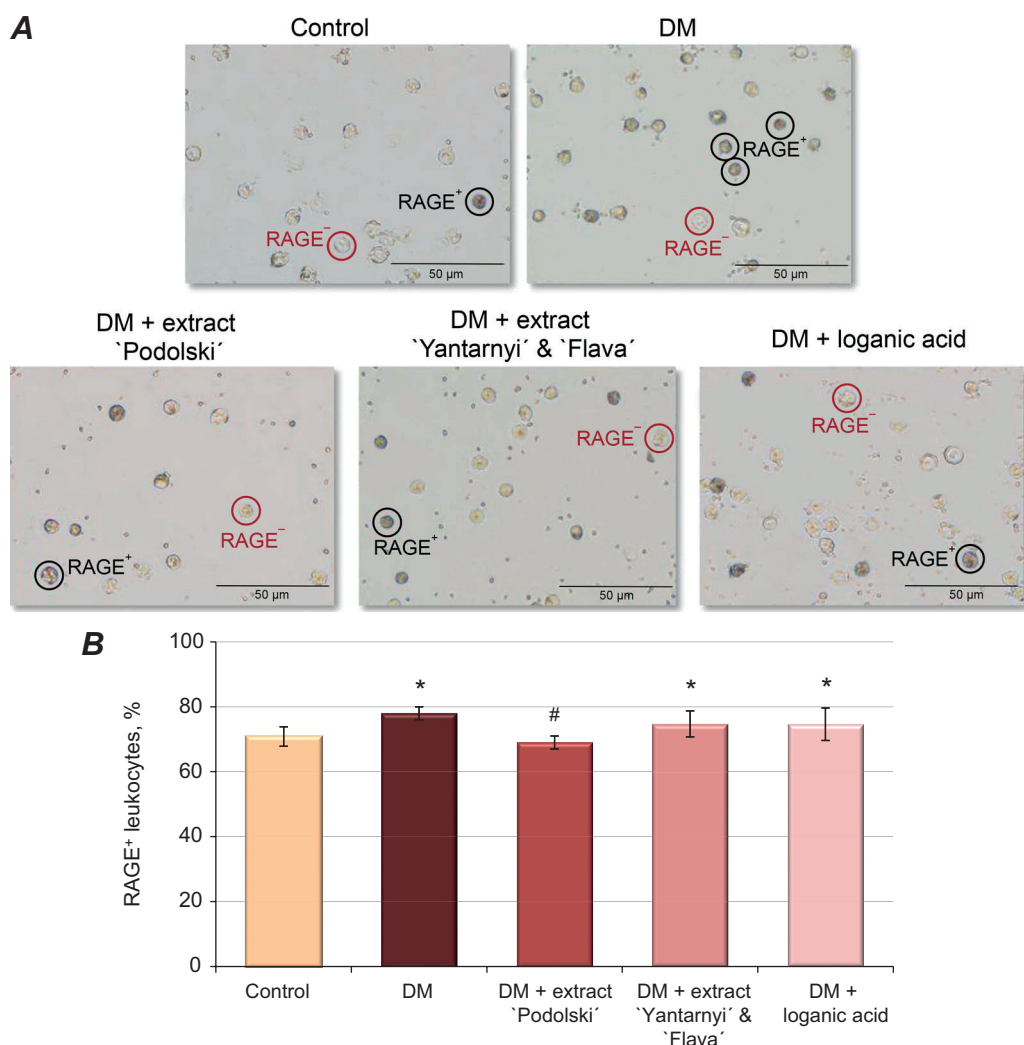 A
Control
DM
RAGE⁺
RAGE⁻
50 µm
RAGE⁺
RAGE⁻
50 µm
DM + extract
`Podolski´
DM + extract
`Yantarnyi´ & `Flava´
DM + loganic acid
RAGE⁺
RAGE⁻
50 µm
RAGE⁻
RAGE⁺
50 µm
RAGE⁻
RAGE⁺
50 µm
B
RAGE⁺ leukocytes, %
100
80
60
40
20
0
*
#
*
*
Control
DM
DM + extract
`Podolski´
DM + extract
`Yantarnyi´ &
`Flava´
DM +
loganic acid